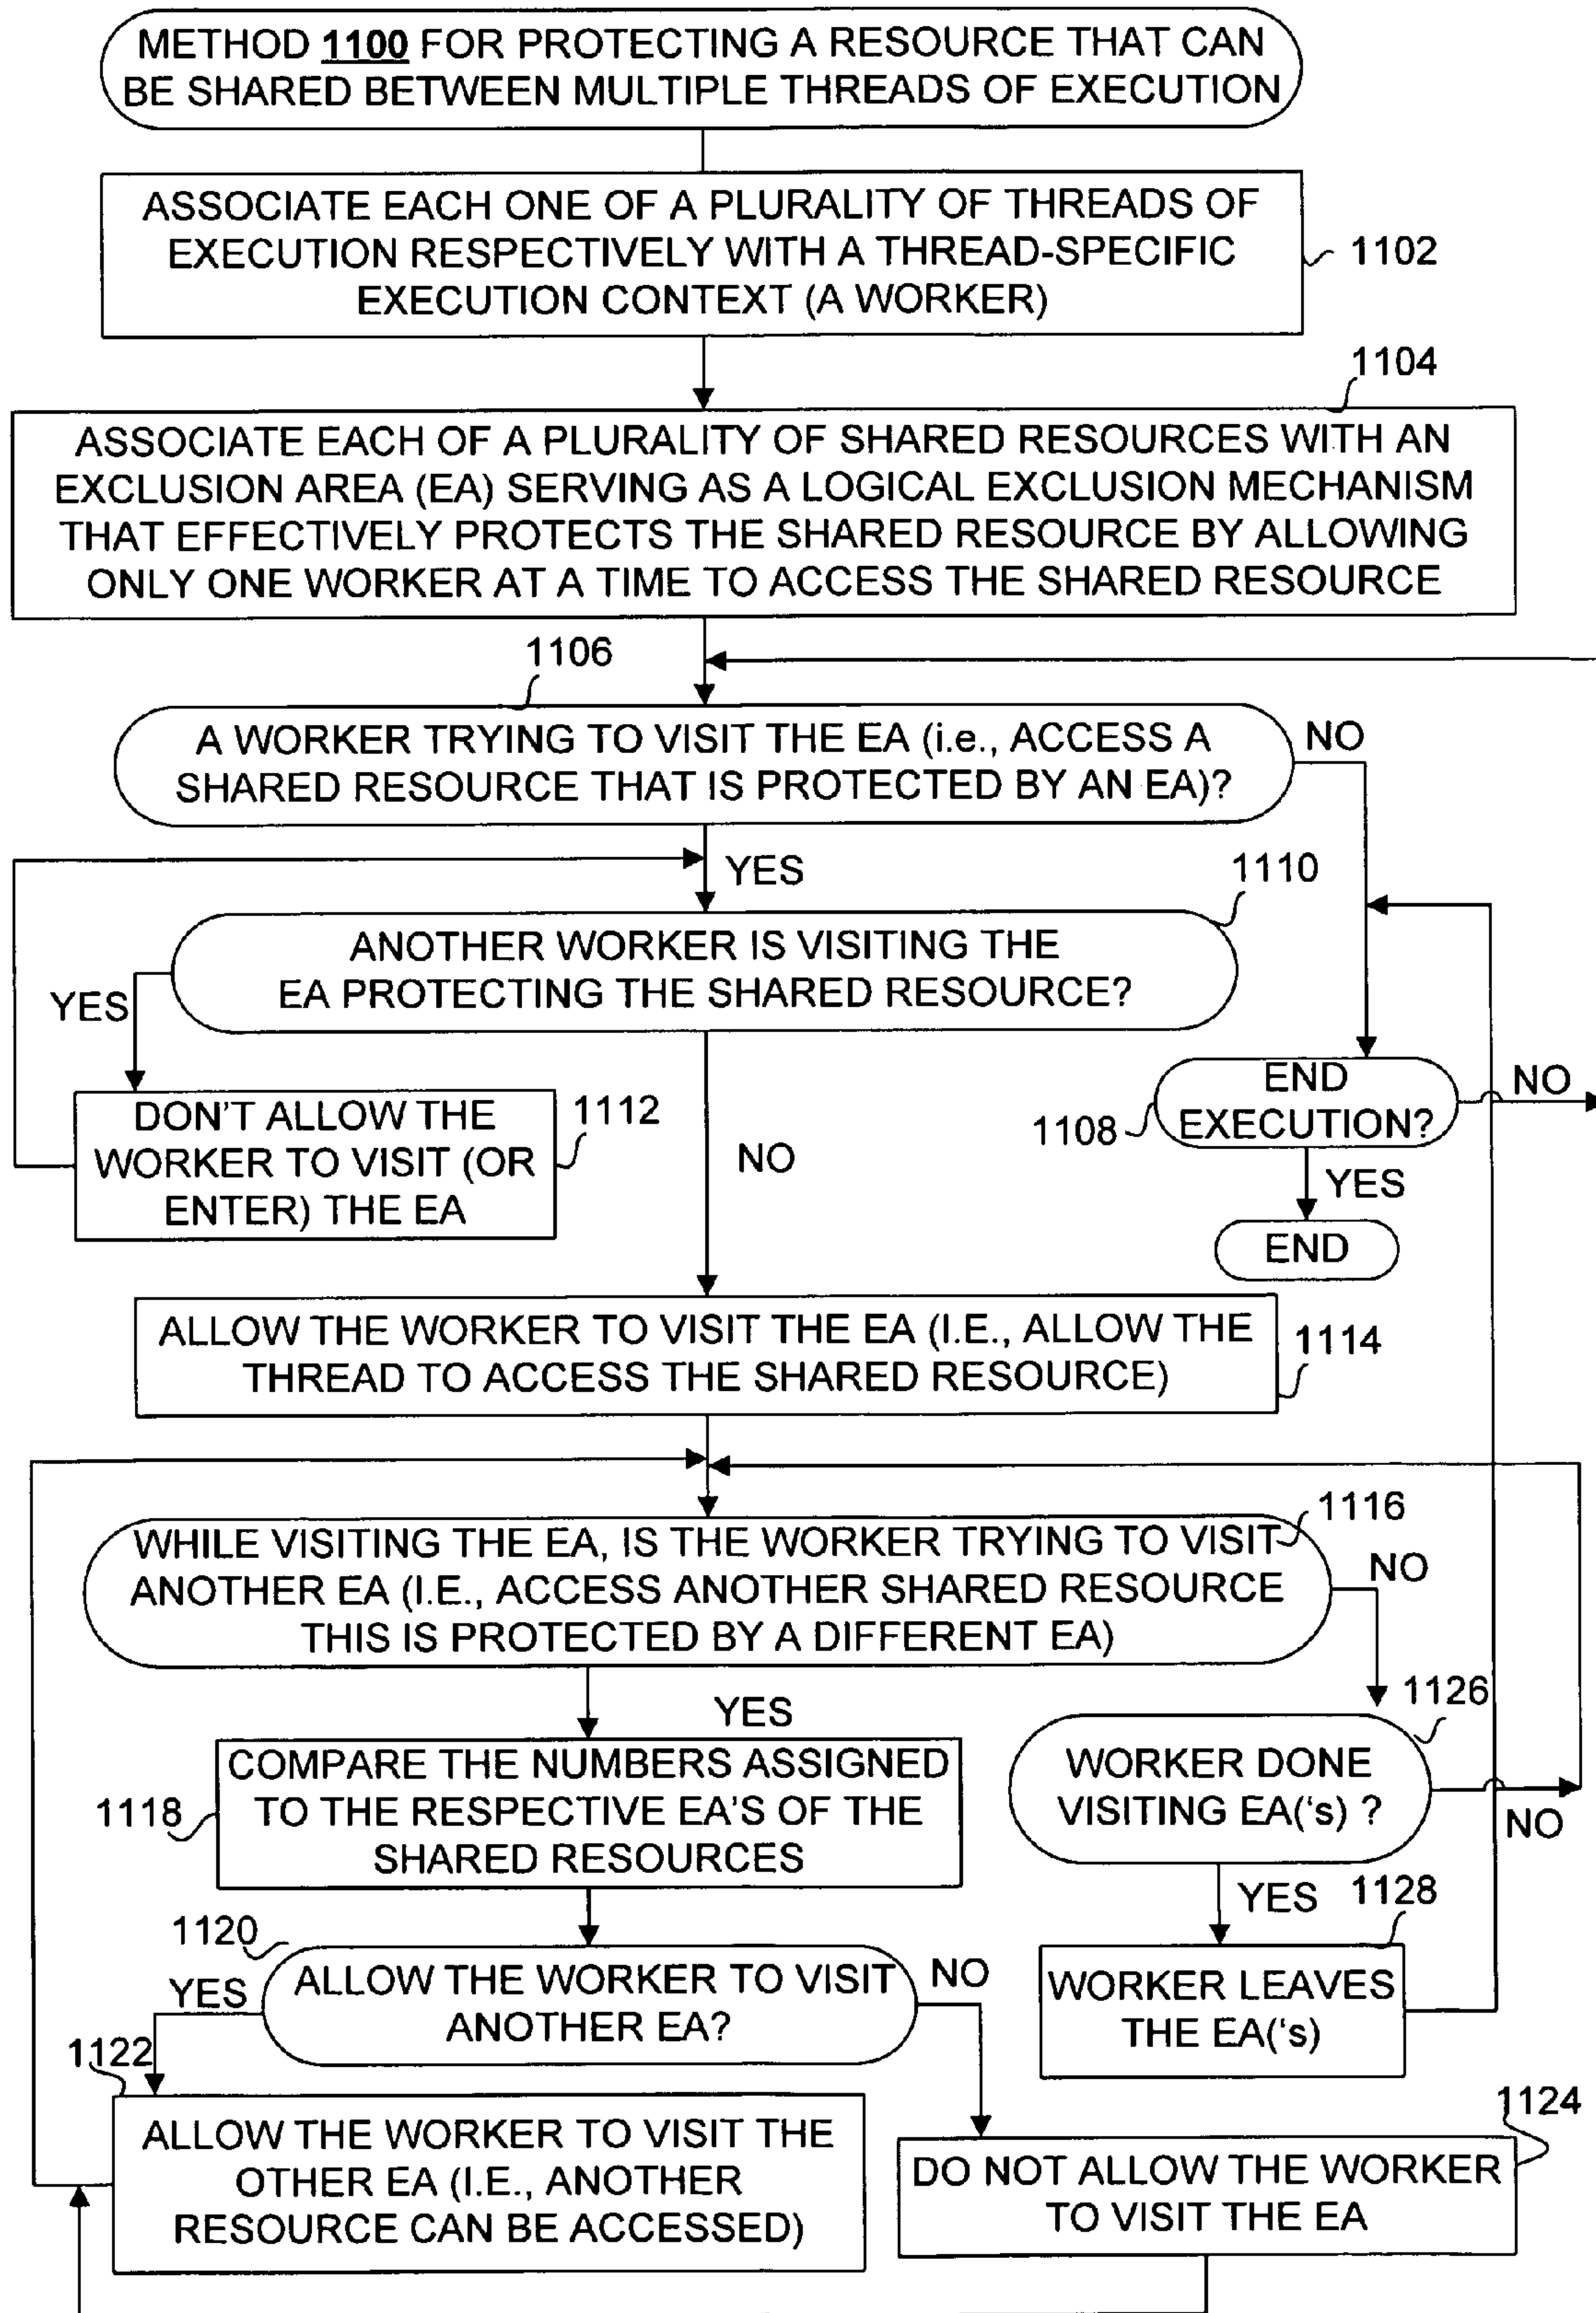 METHOD 1100 FOR PROTECTING A RESOURCE THAT CAN
BE SHARED BETWEEN MULTIPLE THREADS OF EXECUTION
ASSOCIATE EACH ONE OF A PLURALITY OF THREADS OF
EXECUTION RESPECTIVELY WITH A THREAD-SPECIFIC
EXECUTION CONTEXT (A WORKER)
1102
1104
ASSOCIATE EACH OF A PLURALITY OF SHARED RESOURCES WITH AN
EXCLUSION AREA (EA) SERVING AS A LOGICAL EXCLUSION MECHANISM
THAT EFFECTIVELY PROTECTS THE SHARED RESOURCE BY ALLOWING
ONLY ONE WORKER AT A TIME TO ACCESS THE SHARED RESOURCE
1106
A WORKER TRYING TO VISIT THE EA (i.e., ACCESS A
SHARED RESOURCE THAT IS PROTECTED BY AN EA)?
NO
YES
1110
ANOTHER WORKER IS VISITING THE
EA PROTECTING THE SHARED RESOURCE?
YES
NO
DON'T ALLOW THE
WORKER TO VISIT (OR
ENTER) THE EA
1112
END
EXECUTION?
1108
NO
YES
END
ALLOW THE WORKER TO VISIT THE EA (I.E., ALLOW THE
THREAD TO ACCESS THE SHARED RESOURCE)
1114
1116
WHILE VISITING THE EA, IS THE WORKER TRYING TO VISIT
ANOTHER EA (I.E., ACCESS ANOTHER SHARED RESOURCE
THIS IS PROTECTED BY A DIFFERENT EA)
NO
YES
1126
COMPARE THE NUMBERS ASSIGNED
TO THE RESPECTIVE EA'S OF THE
SHARED RESOURCES
1118
WORKER DONE
VISITING EA('s) ?
NO
YES
1128
1120
ALLOW THE WORKER TO VISIT
ANOTHER EA?
YES
NO
WORKER LEAVES
THE EA('s)
1122
ALLOW THE WORKER TO VISIT THE
OTHER EA (I.E., ANOTHER
RESOURCE CAN BE ACCESSED)
1124
DO NOT ALLOW THE WORKER
TO VISIT THE EA